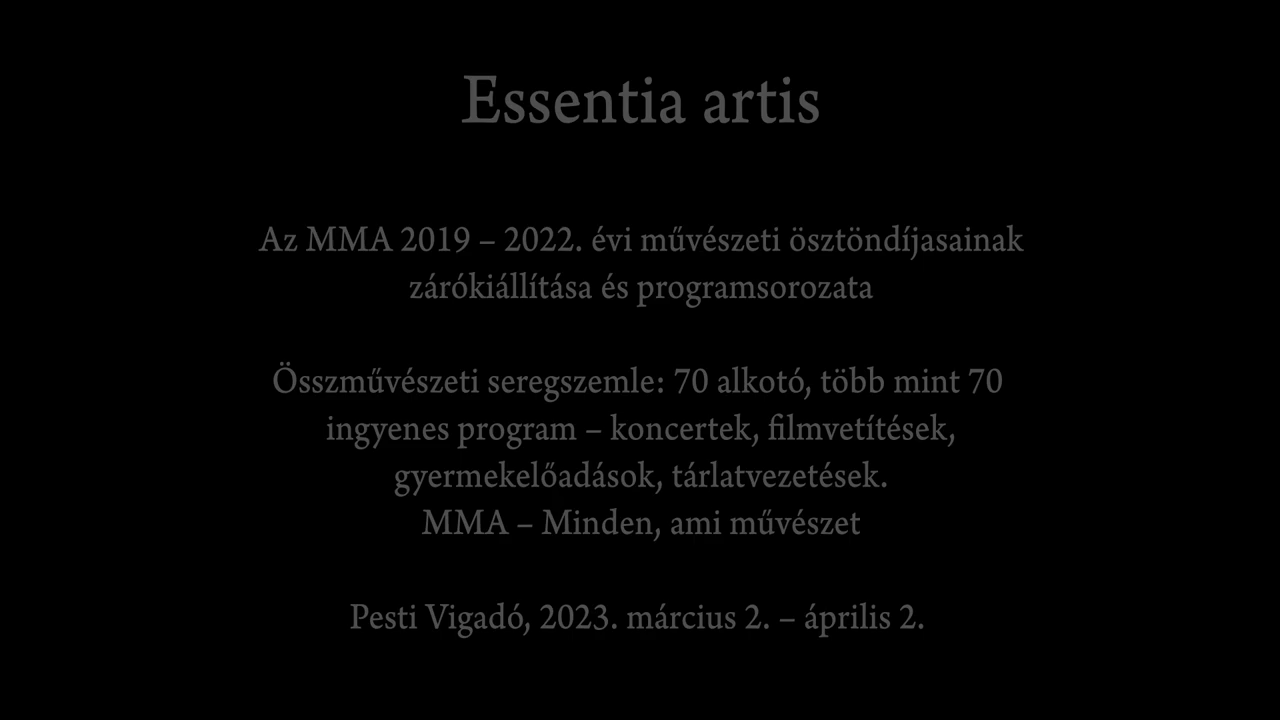 Essentia artis
Az MMA 2019 – 2022. évi művészeti ösztöndíjasainak
zárókiállítása és programsorozata
Összművészeti seregszemle: 70 alkotó, több mint 70
ingyenes program – koncertek, filmvetítések,
gyermekelőadások, tárlatvezetések.
MMA – Minden, ami művészet
Pesti Vigadó, 2023. március 2. – április 2.